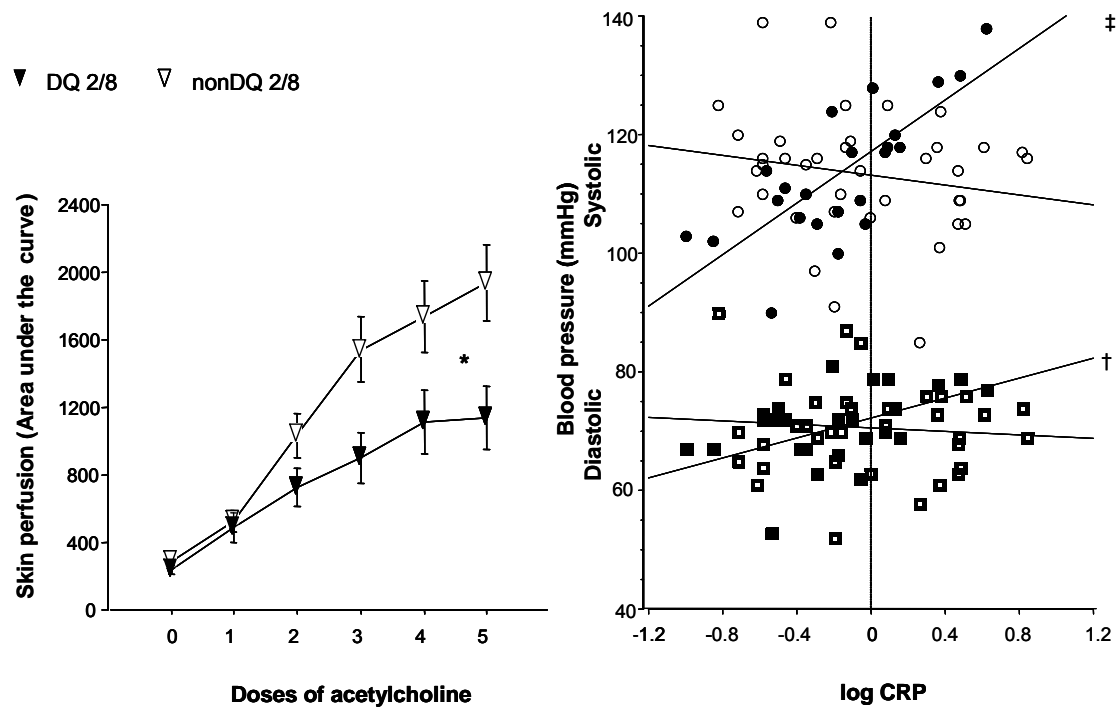 DQ 2/8 nonDQ 2/8
Skin perfusion (Area under the curve)
2400
2000
1600
1200
800
400
0
*
0 1 2 3 4 5
Doses of acetylcholine
Blood pressure (mmHg)
Systolic
Diastolic
140
120
100
80
60
40
‡
†
-1.2 -0.8 -0.4 0 0.4 0.8 1.2
log CRP